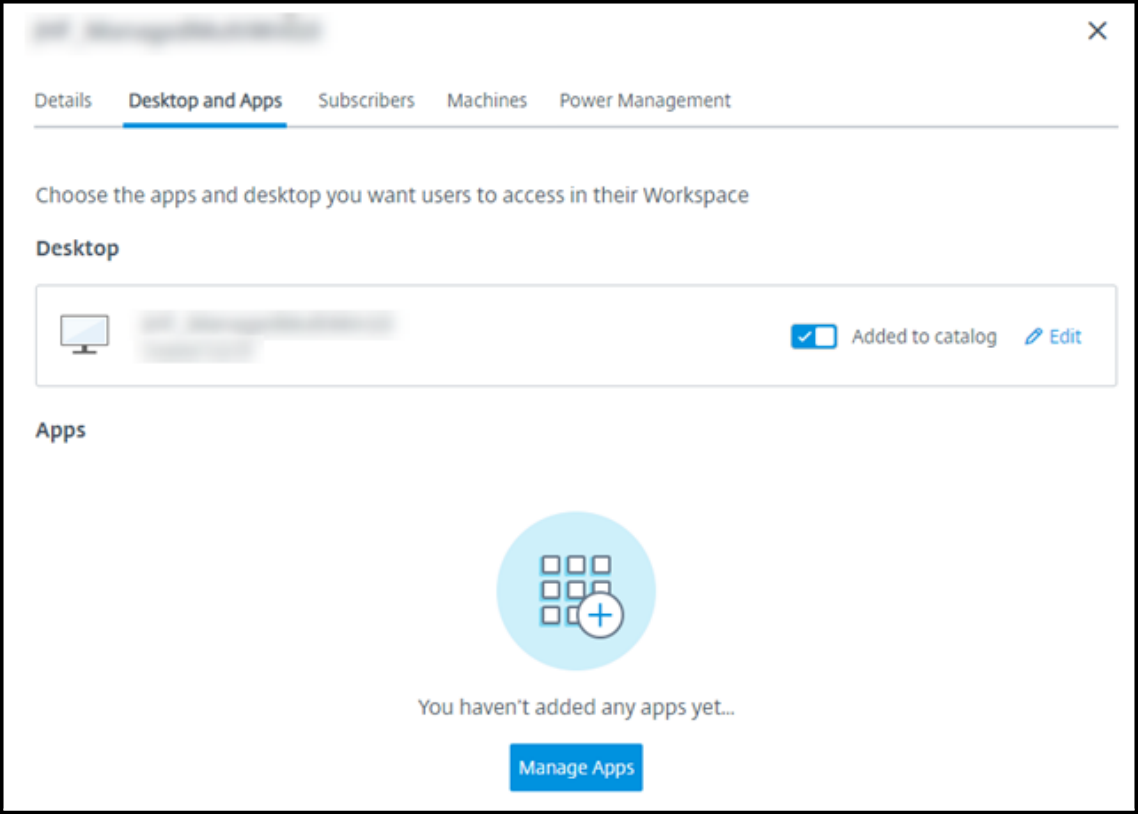 Details Desktop and Apps Subscribers Machines Power Management
Choose the apps and desktop you want users to access in their Workspace
Desktop
Added to catalog Edit
Apps
You haven't added any apps yet...
Manage Apps